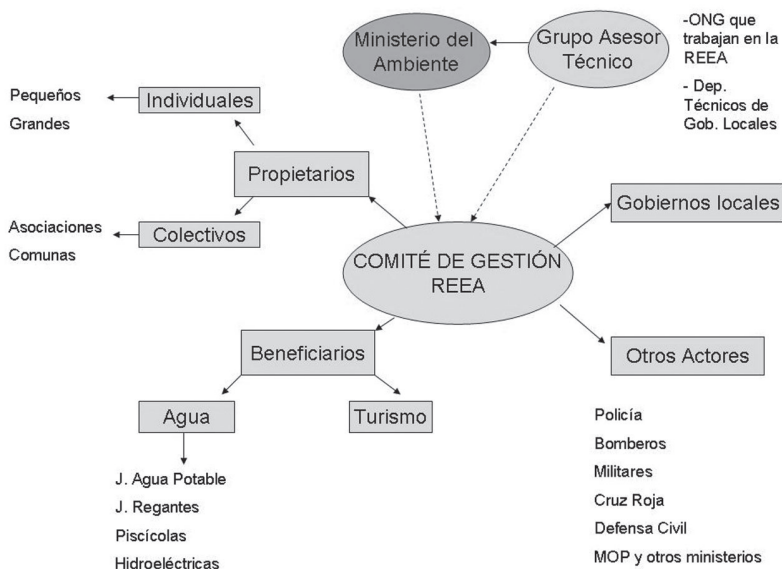 Ministerio del
Ambiente
Grupo Asesor
Técnico
-ONG que
trabajan en la
REEA
- Dep.
Técnicos de
Gob. Locales
Pequeños
Grandes
Individuales
Propietarios
Asociaciones
Comunas
Colectivos
Gobiernos locales
COMITÉ DE GESTIÓN
REEA
Beneficiarios
Otros Actores
Agua
Turismo
J. Agua Potable
J. Regantes
Piscícolas
Hidroeléctricas
Policía
Bomberos
Militares
Cruz Roja
Defensa Civil
MOP y otros ministerios